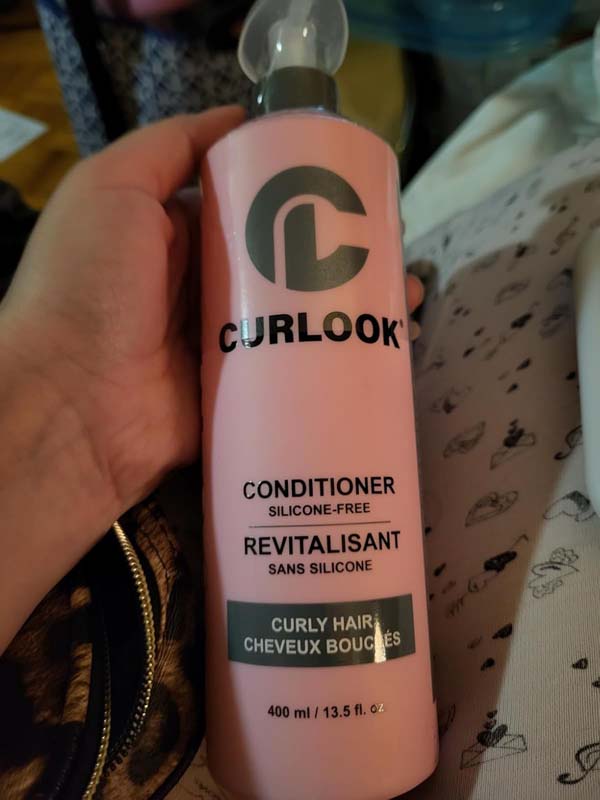 CURLOOK®
CONDITIONER
SILICONE-FREE
REVITALISANT
SANS SILICONE
CURLY HAIR
CHEVEUX BOUCLÉS
400 ml / 13.5 fl. oz